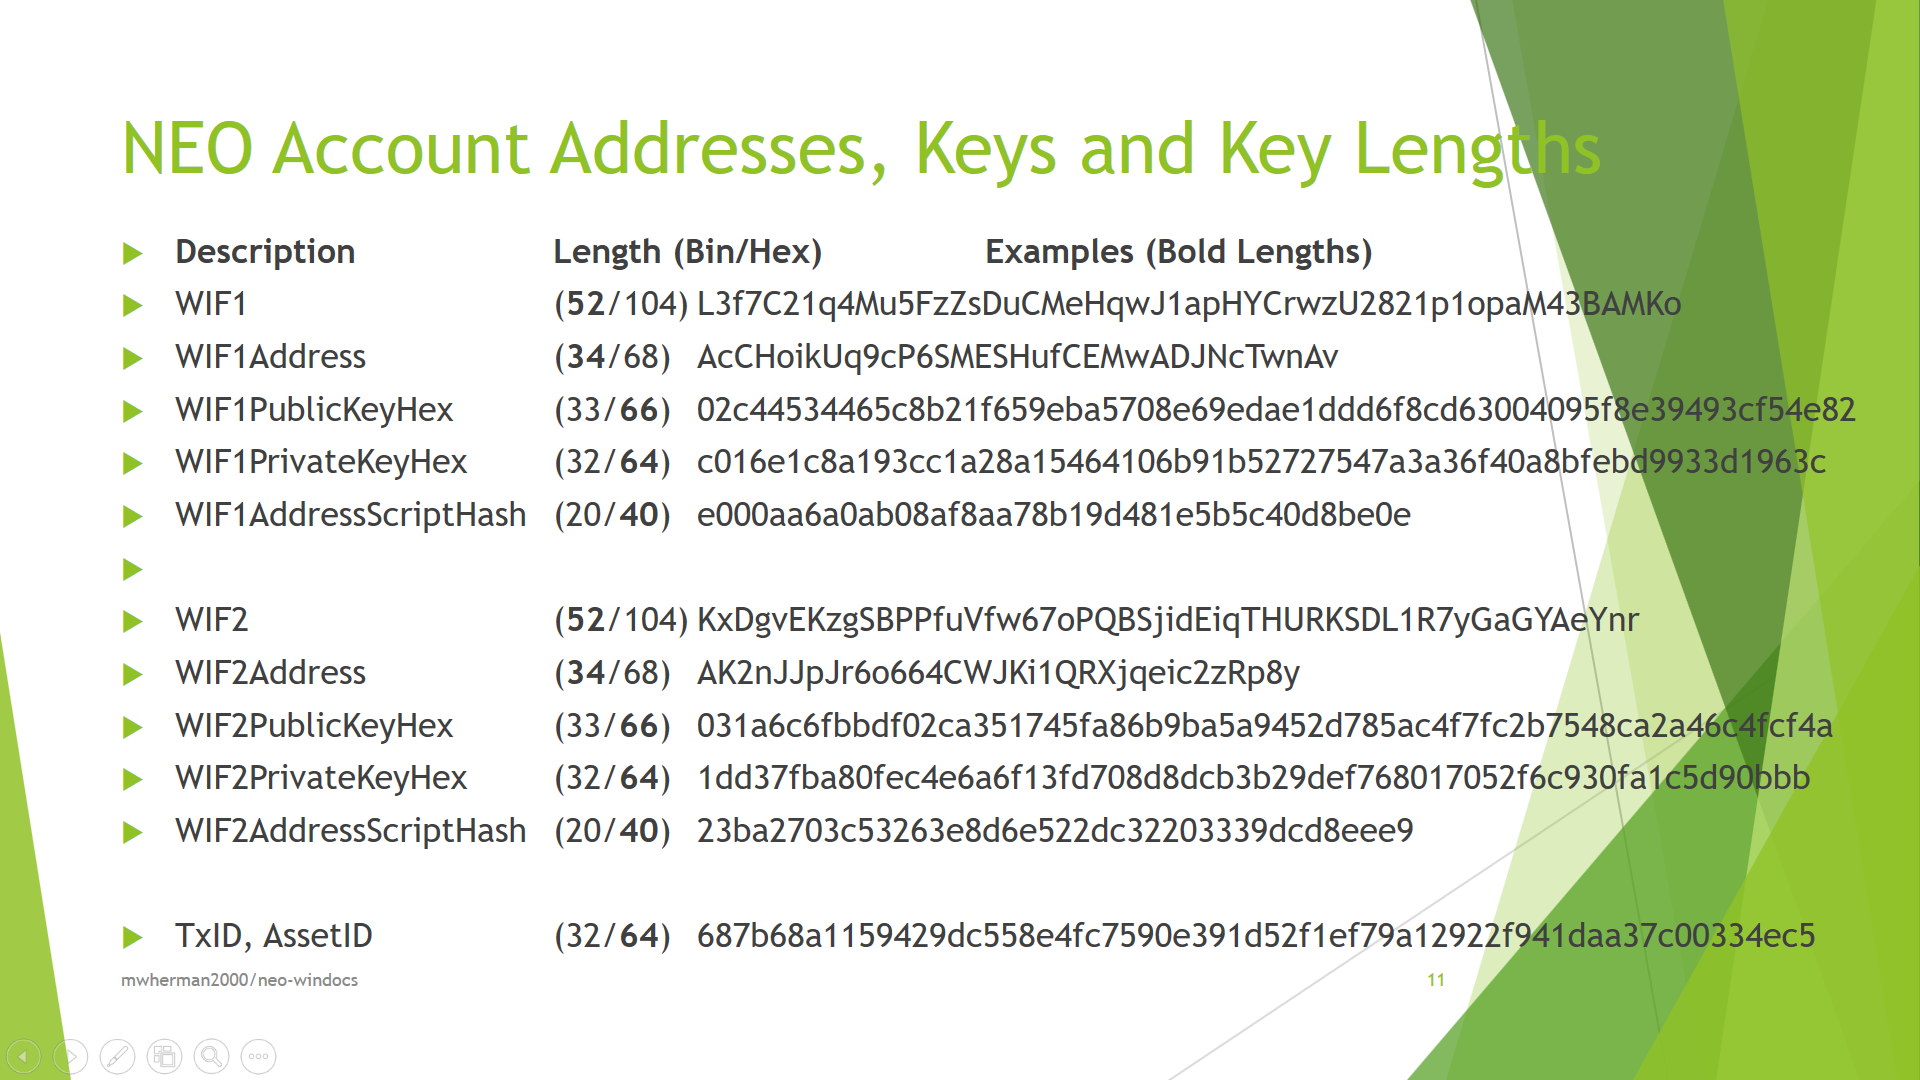 NEO Account Addresses, Keys and Key Lengths
Description Length (Bin/Hex) Examples (Bold Lengths)
WIF1 (52/104) L3f7C21q4Mu5FzZsDuCMeHqwJ1apHYCrwzU2821p1opaM43BAMKo
WIF1Address (34/68) AcCHoikUq9cP6SMESHufCEMwADJNcTwnAv
WIF1PublicKeyHex (33/66) 02c44534465c8b21f659eba5708e69edae1ddd6f8cd63004095f8e39493cf54e82
WIF1PrivateKeyHex (32/64) c016e1c8a193cc1a28a15464106b91b52727547a3a36f40a8bfebd9933d1963c
WIF1AddressScriptHash (20/40) e000aa6a0ab08af8aa78b19d481e5b5c40d8be0e
WIF2 (52/104) KxDgvEKzgSBPPfuVfw67oPQBSjidEiqTHURKSDL1R7yGaGYAeYnr
WIF2Address (34/68) AK2nJJpJr6o664CWJKi1QRXjqeic2zRp8y
WIF2PublicKeyHex (33/66) 031a6c6fbbdf02ca351745fa86b9ba5a9452d785ac4f7fc2b7548ca2a46c4fcf4a
WIF2PrivateKeyHex (32/64) 1dd37fba80fec4e6a6f13fd708d8dcb3b29def768017052f6c930fa1c5d90bbb
WIF2AddressScriptHash (20/40) 23ba2703c53263e8d6e522dc32203339dcd8eee9
TxID, AssetID (32/64) 687b68a1159429dc558e4fc7590e391d52f1ef79a12922f941daa37c00334ec5
mwherman2000/neo-windocs 11